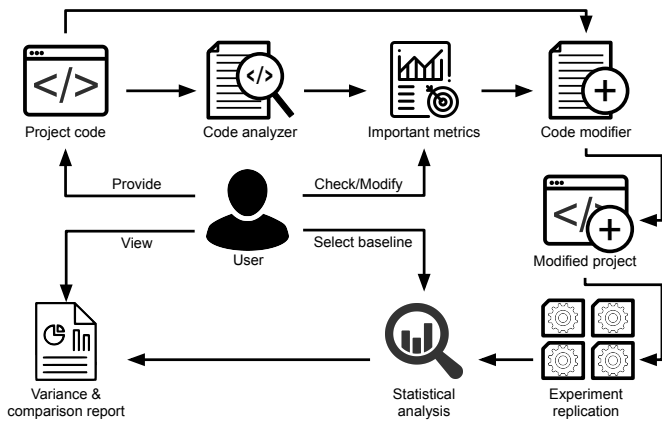 </>
</>
Project code
Code analyzer
Important metrics
Code modifier
Provide
Check/Modify
</>
View
User
Select baseline
Modified project
Variance &
comparison report
Statistical
analysis
Experiment
replication